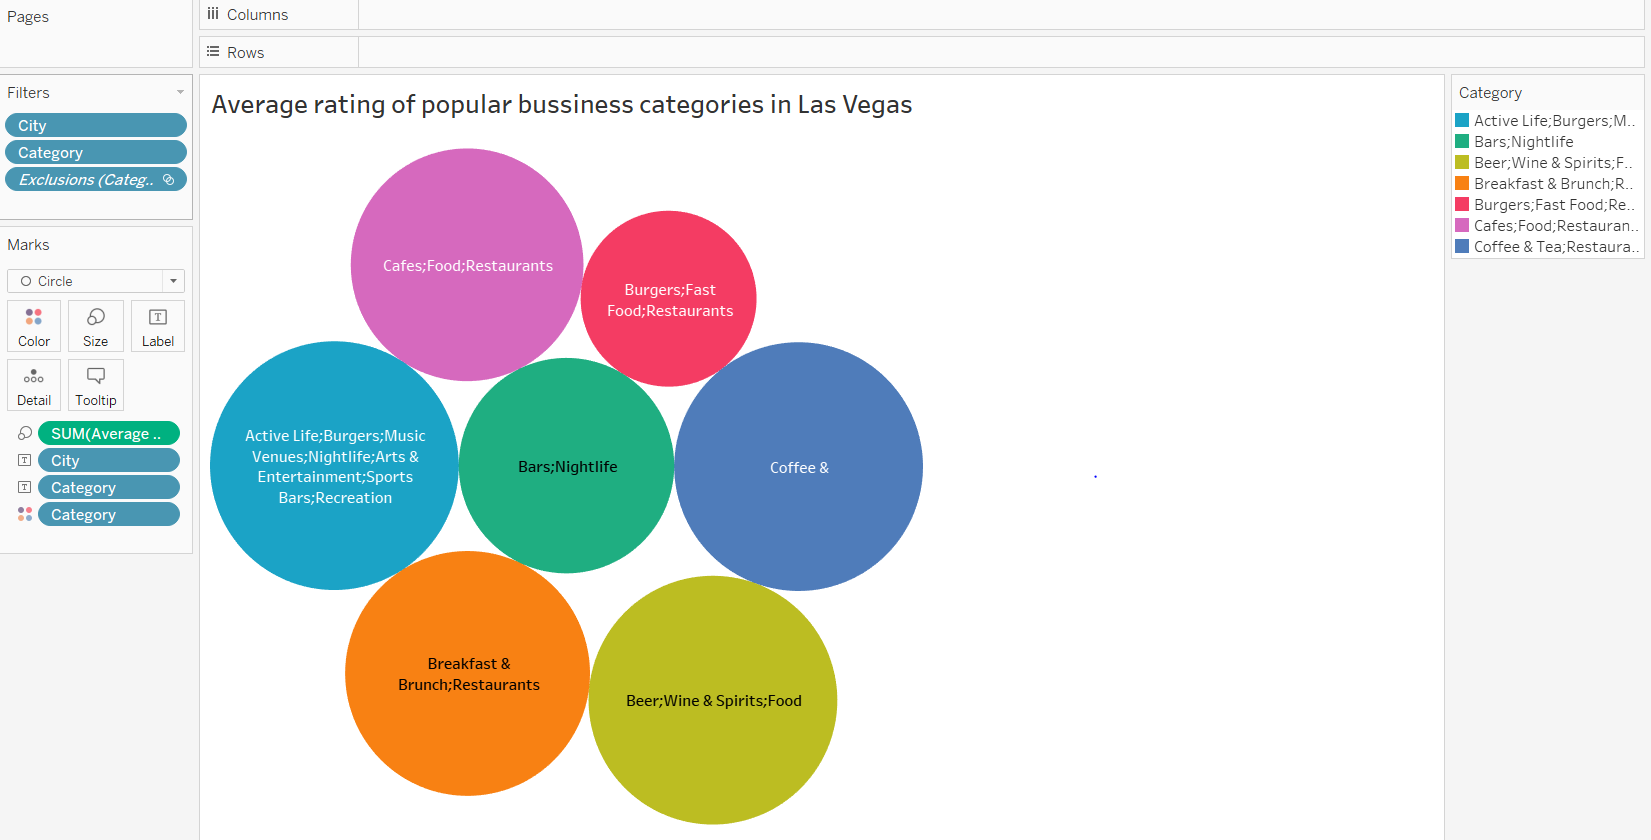 Pages
Columns
Rows
Filters
City
Category
Exclusions (Categ..
Marks
Circle
Color
Size
Label
Detail
Tooltip
SUM(Average ..
City
Category
Category
Average rating of popular bussiness categories in Las Vegas
Cafes;Food;Restaurants
Burgers;Fast
Food;Restaurants
Active Life;Burgers;Music
Venues;Nightlife;Arts &
Entertainment;Sports
Bars;Recreation
Bars;Nightlife
Coffee &
Breakfast &
Brunch;Restaurants
Beer;Wine & Spirits;Food
Category
Active Life;Burgers;M..
Bars;Nightlife
Beer;Wine & Spirits;F..
Breakfast & Brunch;R..
Burgers;Fast Food;Re..
Cafes;Food;Restauran..
Coffee & Tea;Restaura..